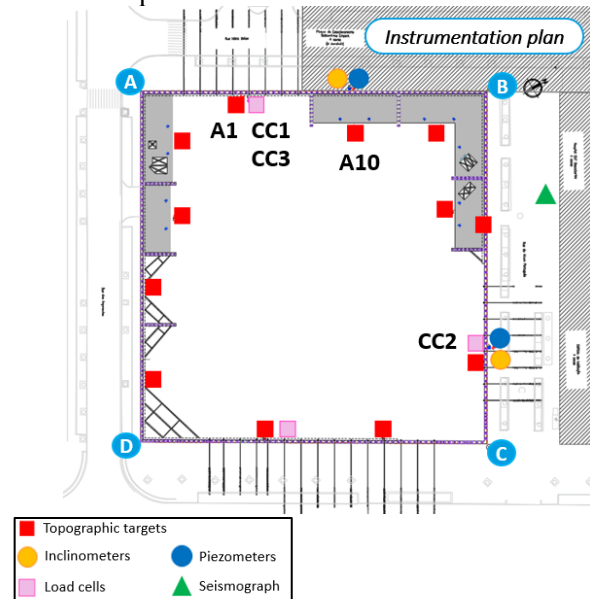 Instrumentation plan
A
B
A1 CC1
CC3
A10
CC2
D
C
Topographic targets
Inclinometers
Piezometers
Load cells
Seismograph